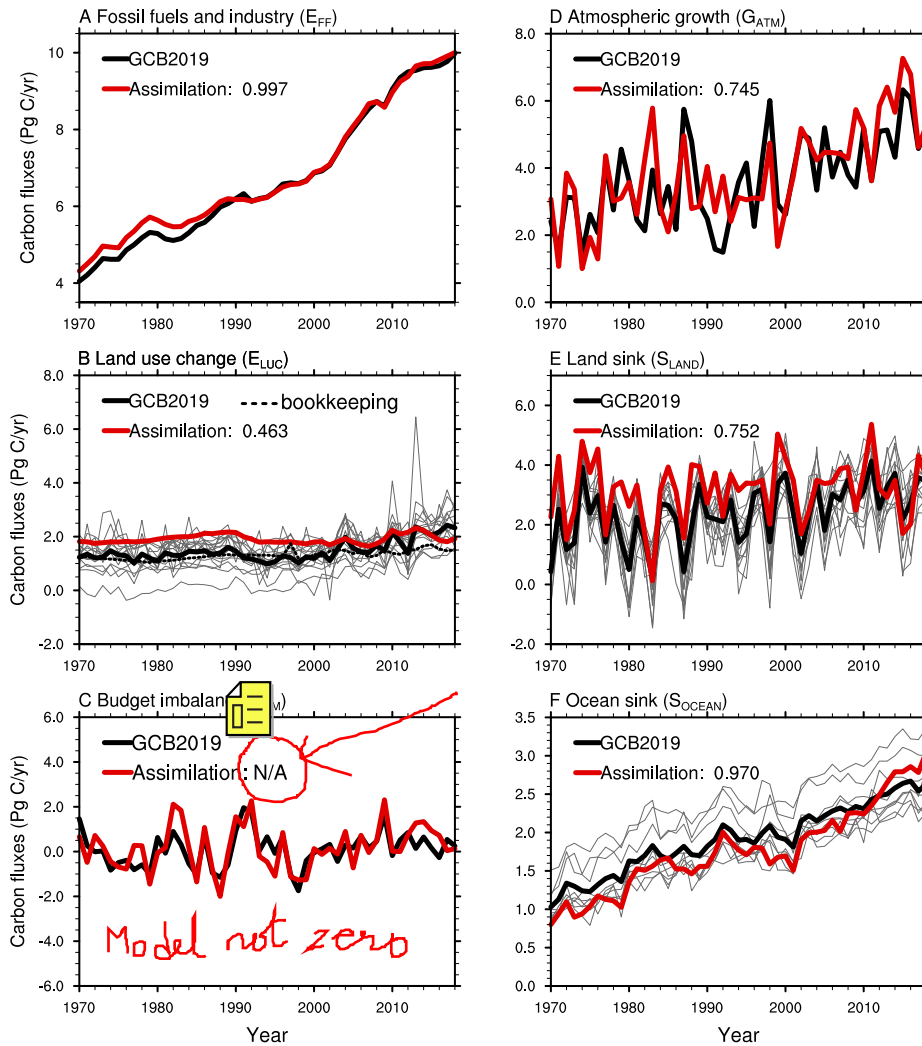 A Fossil fuels and industry (E_FF)
GCB2019
Assimilation: 0.997
Carbon fluxes (Pg C/yr)
10
8
6
4
1970 1980 1990 2000 2010
D Atmospheric growth (G_ATM)
GCB2019
Assimilation: 0.745
8.0
6.0
4.0
2.0
0.0
1970 1980 1990 2000 2010
B Land use change (E_LUC)
GCB2019 bookkeeping
Assimilation: 0.463
Carbon fluxes (Pg C/yr)
8.0
6.0
4.0
2.0
0.0
-2.0
1970 1980 1990 2000 2010
E Land sink (S_LAND)
GCB2019
Assimilation: 0.752
6.0
4.0
2.0
0.0
-2.0
1970 1980 1990 2000 2010
C Budget
GCB2019
Assimilation: N/A
Carbon fluxes (Pg C/yr)
6.0
4.0
2.0
0.0
-2.0
-4.0
-6.0
Model not zero
1970 1980 1990 2000 2010
Year
F Ocean sink (S_OCEAN)
GCB2019
Assimilation: 0.970
3.5
3.0
2.5
2.0
1.5
1.0
0.5
0.0
1970 1980 1990 2000 2010
Year